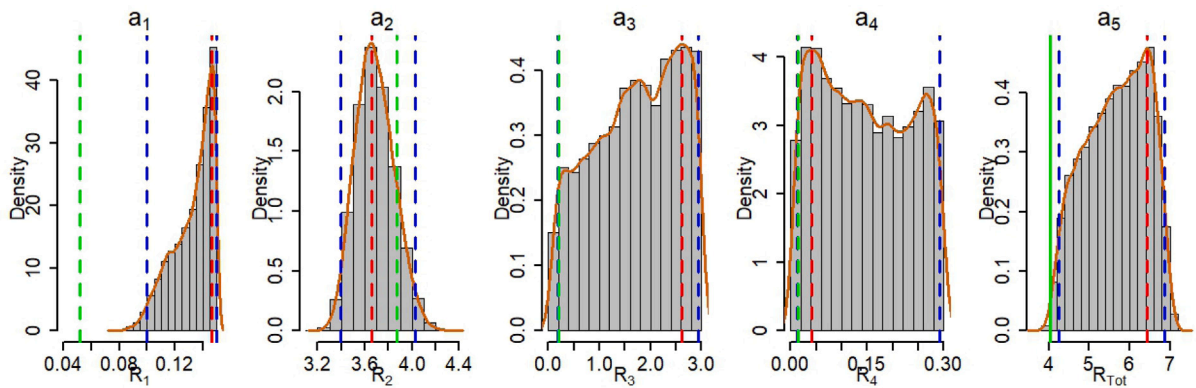 a1
a2
a3
a4
a5
Density
0 10 20 30 40
0.04 0.08 0.12
R1
Density
0.0 0.5 1.0 1.5 2.0
3.2 3.6 4.0 4.4
R2
Density
0.0 0.1 0.2 0.3 0.4
0.0 1.0 2.0 3.0
R3
Density
0 1 2 3 4
0.00 0.15 0.30
R4
Density
0.0 0.1 0.2 0.3 0.4
4 5 6 7
RTot